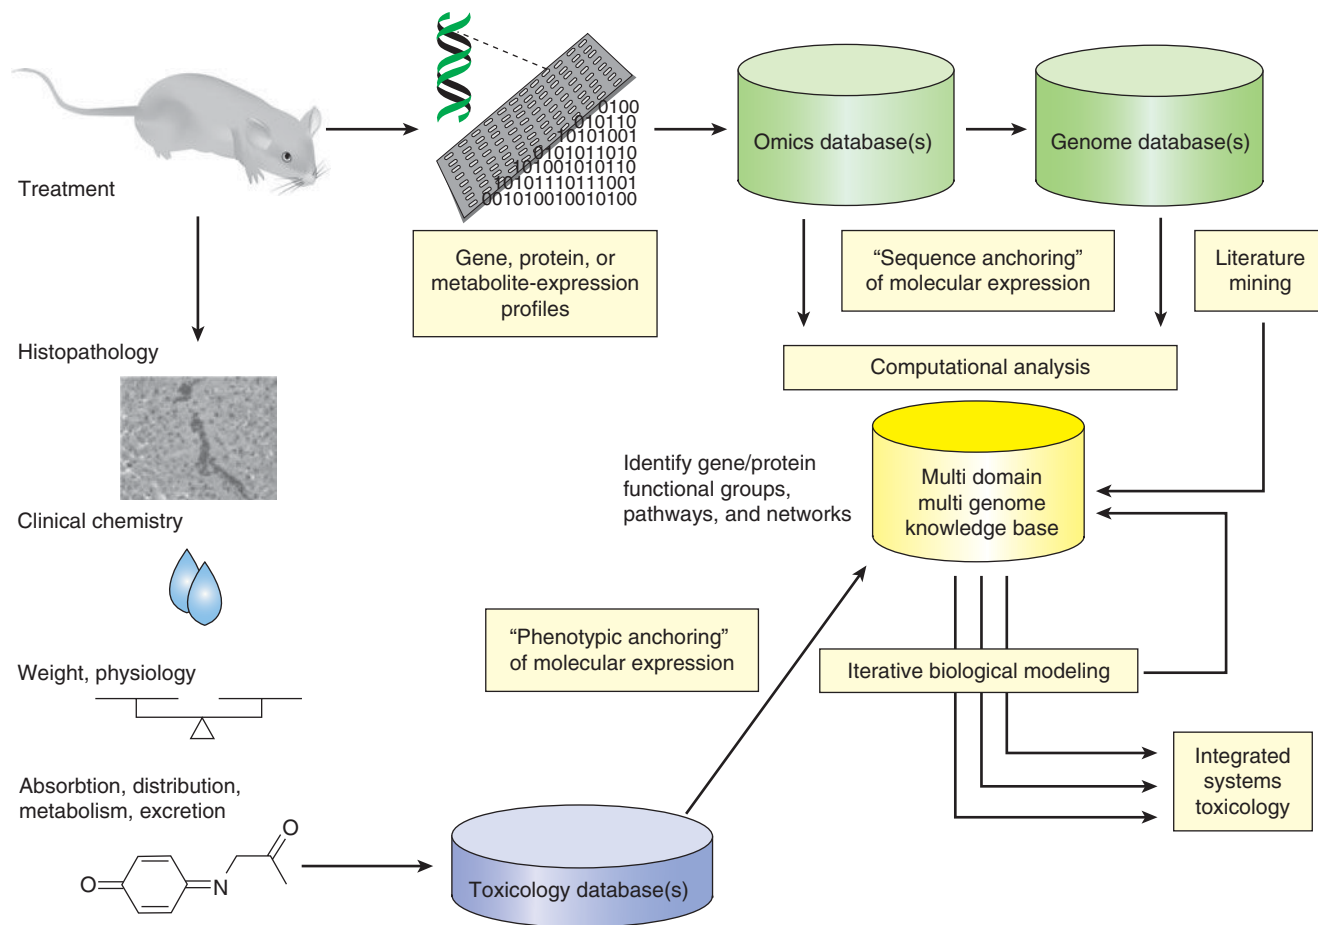 Treatment
0100
010110
10101001
0101011010
101001010110
10101110111001
001010010010100
Gene, protein, or
metabolite-expression
profiles
Omics database(s)
Genome database(s)
"Sequence anchoring"
of molecular expression
Literature
mining
Computational analysis
Histopathology
Clinical chemistry
Weight, physiology
Absorbtion, distribution,
metabolism, excretion
O
N
O
Toxicology database(s)
"Phenotypic anchoring"
of molecular expression
Identify gene/protein
functional groups,
pathways, and networks
Multi domain
multi genome
knowledge base
Iterative biological modeling
Integrated
systems
toxicology